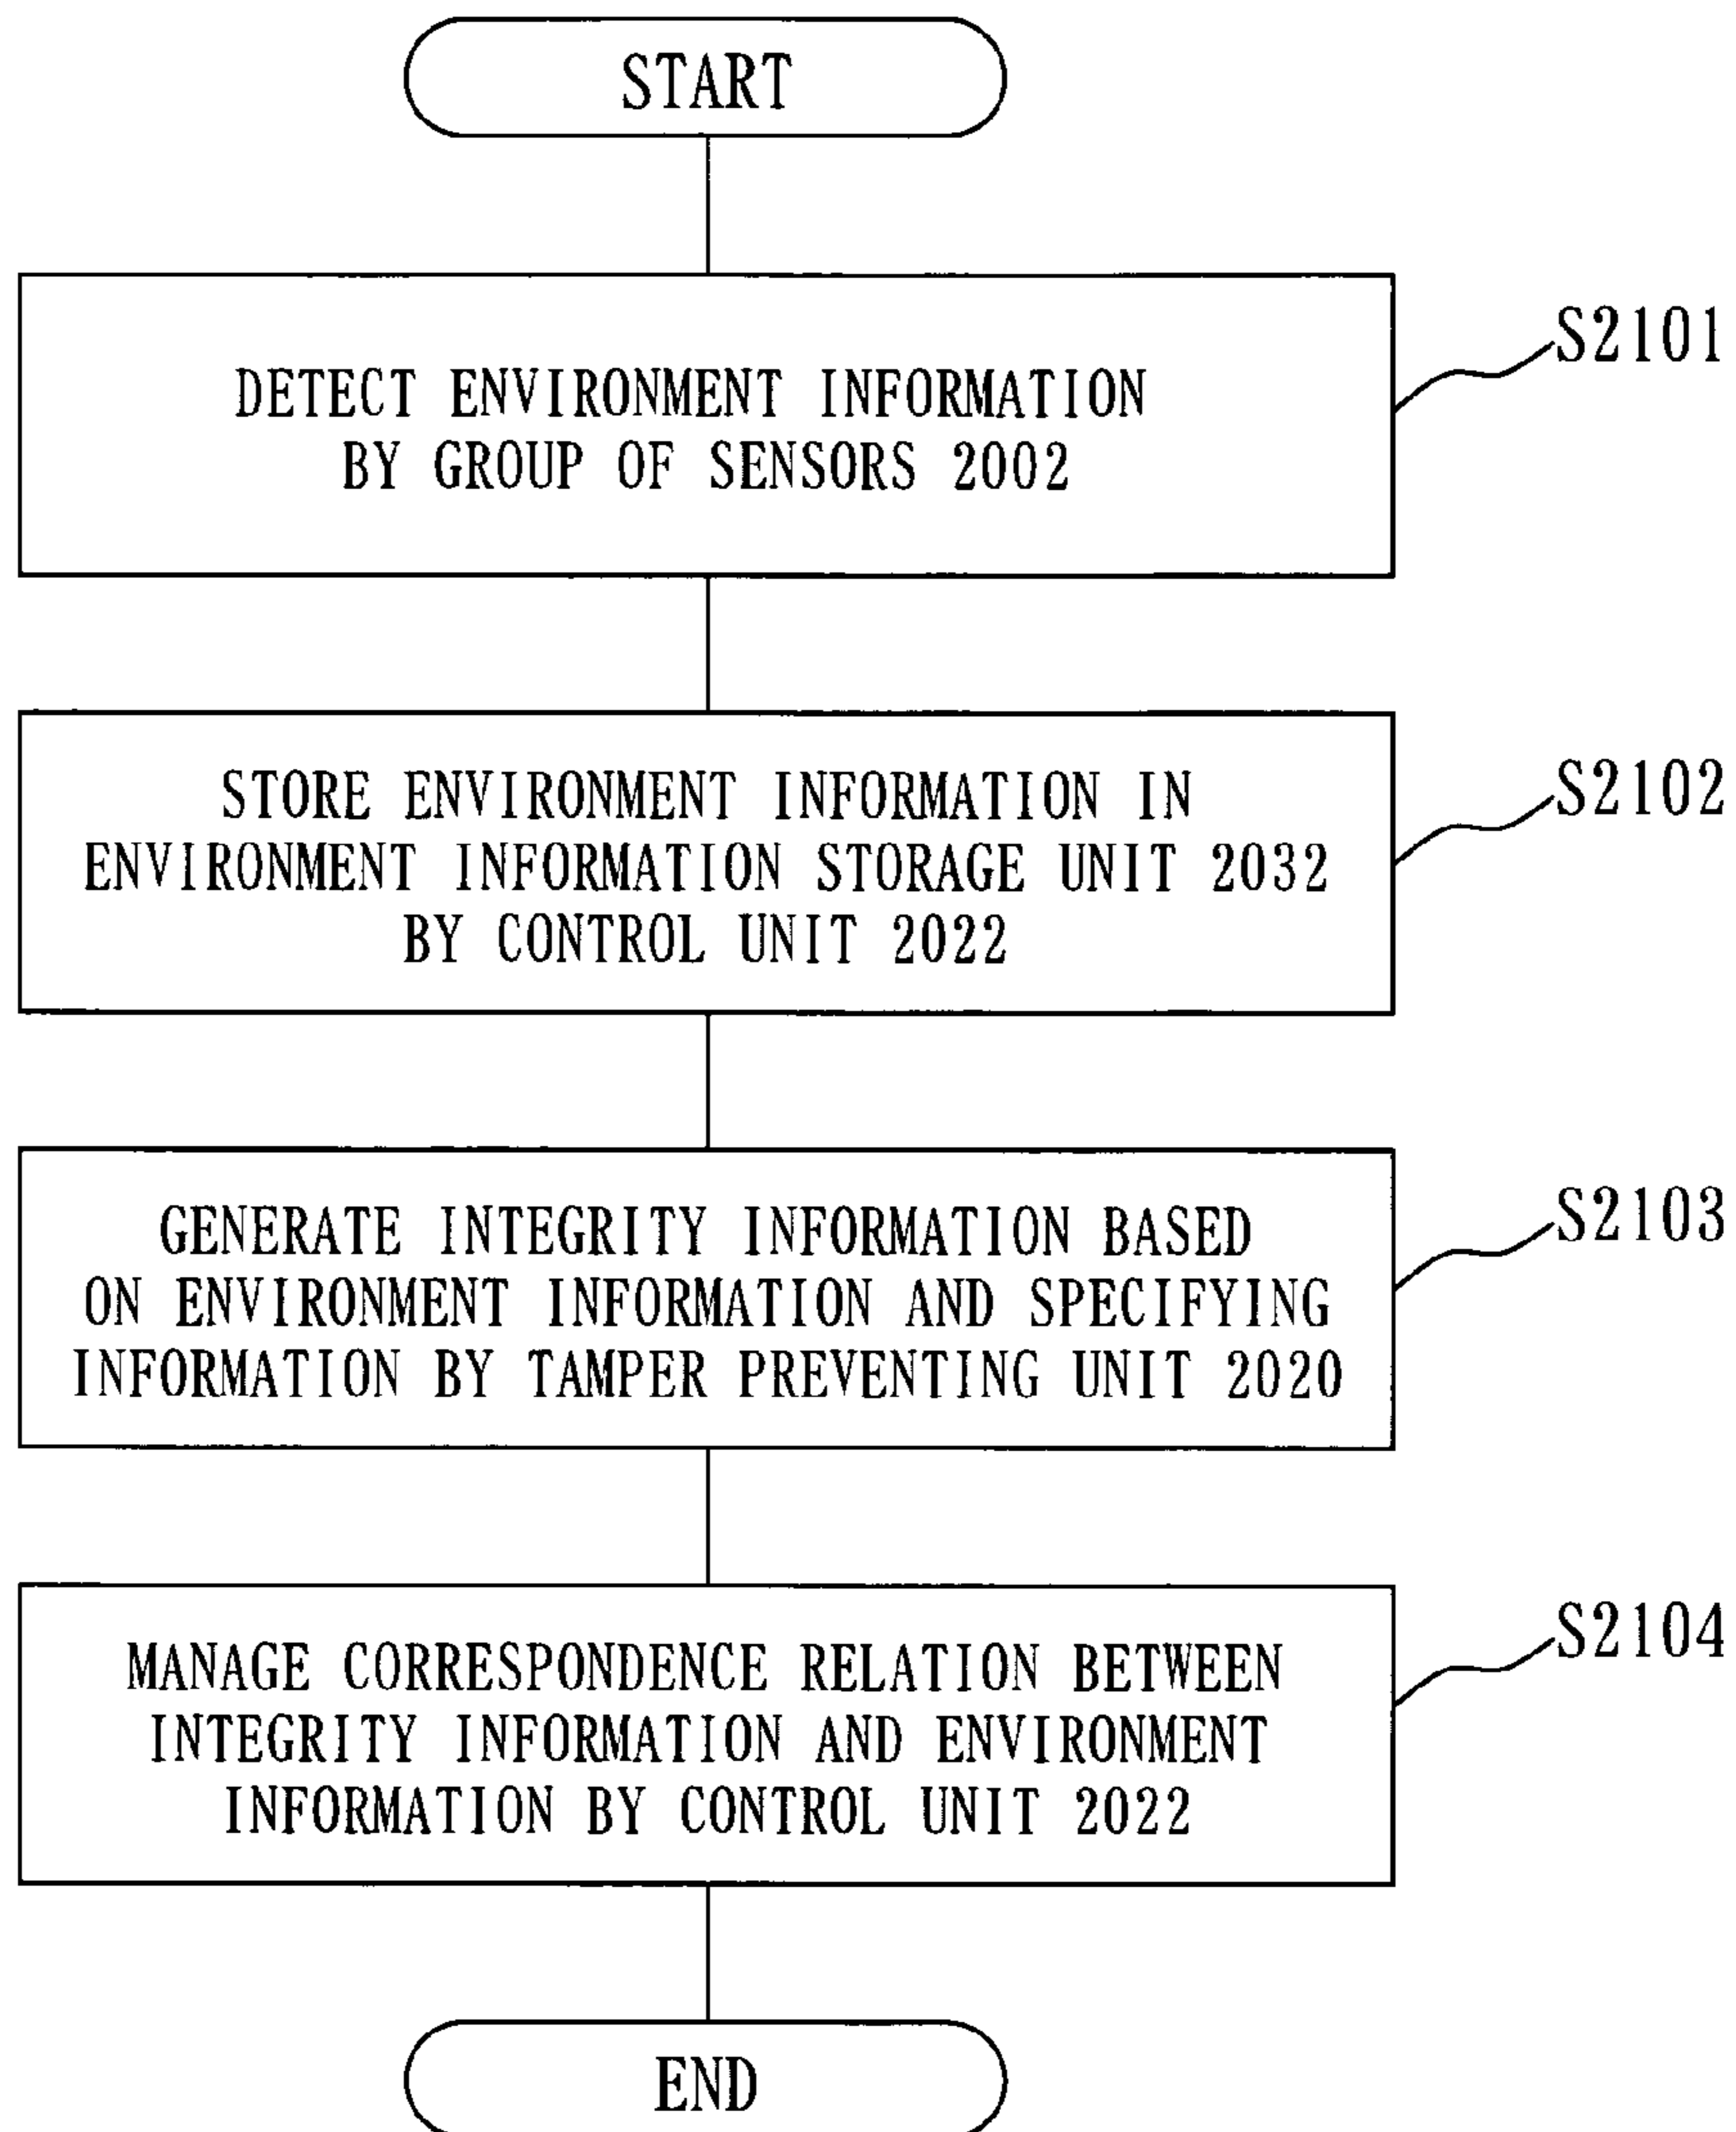 START
DETECT ENVIRONMENT INFORMATION
BY GROUP OF SENSORS 2002
S2101
STORE ENVIRONMENT INFORMATION IN
ENVIRONMENT INFORMATION STORAGE UNIT 2032
BY CONTROL UNIT 2022
S2102
GENERATE INTEGRITY INFORMATION BASED
ON ENVIRONMENT INFORMATION AND SPECIFYING
INFORMATION BY TAMPER PREVENTING UNIT 2020
S2103
MANAGE CORRESPONDENCE RELATION BETWEEN
INTEGRITY INFORMATION AND ENVIRONMENT
INFORMATION BY CONTROL UNIT 2022
S2104
END